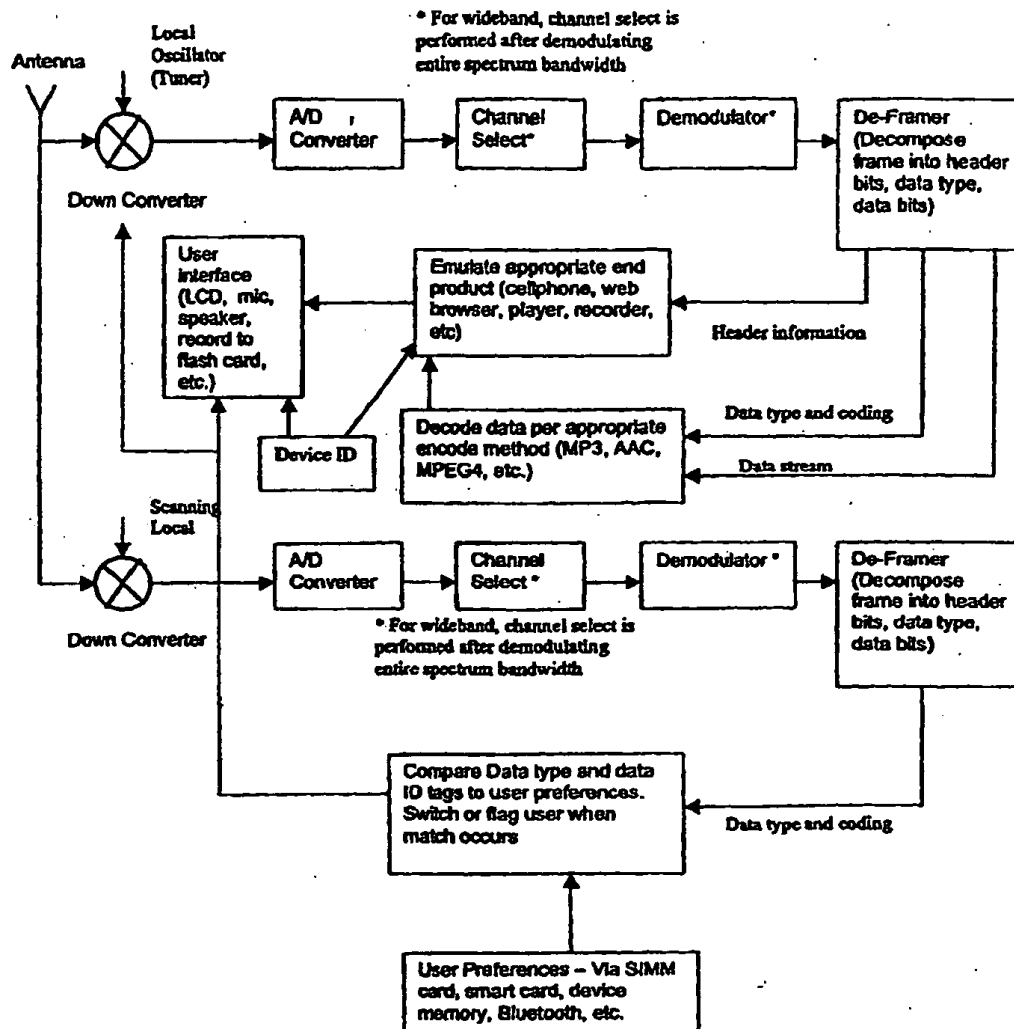 * For wideband, channel select is
performed after demodulating
entire spectrum bandwidth
Local
Oscillator
(Tuner)
Antenna
A/D
Converter
Channel
Select*
Demodulator*
De-Framer
(Decompose
frame into header
bits, data type,
data bits)
Down Converter
User
interface
(LCD, mic,
speaker,
record to
flash card,
etc.)
Emulate appropriate end
product (cellphone, web
browser, player, recorder,
etc)
Header information
Device ID
Decode data per appropriate
encode method (MP3, AAC,
MPEG4, etc.)
Data type and coding
Data stream
Scanning
Local
A/D
Converter
Channel
Select*
Demodulator*
De-Framer
(Decompose
frame into header
bits, data type,
data bits)
Down Converter
* For wideband, channel select is
performed after demodulating
entire spectrum bandwidth
Compare Data type and data
ID tags to user preferences.
Switch or flag user when
match occurs
Data type and coding
User Preferences – Via SIMM
card, smart card, device
memory, Bluetooth, etc.